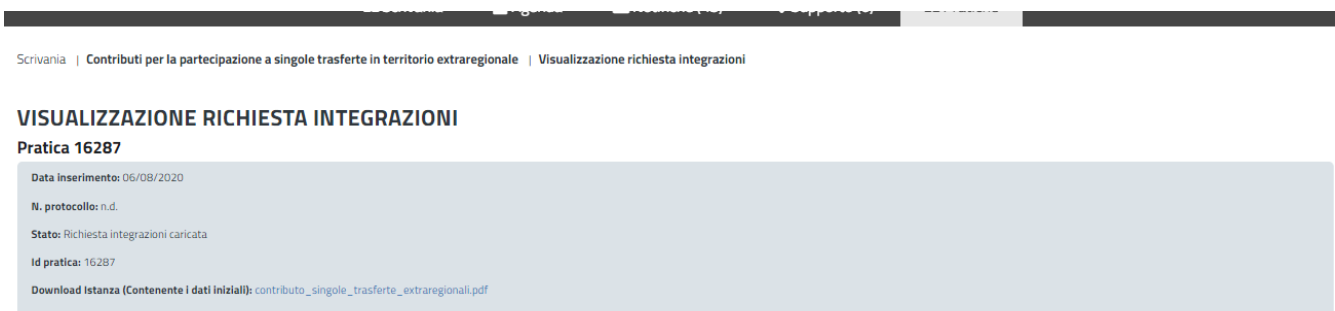 Scrivania | Contributi per la partecipazione a singole trasferte in territorio extraregionale | Visualizzazione richiesta integrazioni
VISUALIZZAZIONE RICHIESTA INTEGRAZIONI
Pratica 16287
Data inserimento: 06/08/2020
N. protocollo: n.d.
Stato: Richiesta integrazioni caricata
Id pratica: 16287
Download Istanza (Contenente i dati iniziali): contributo_singole_trasferte_extraregionali.pdf